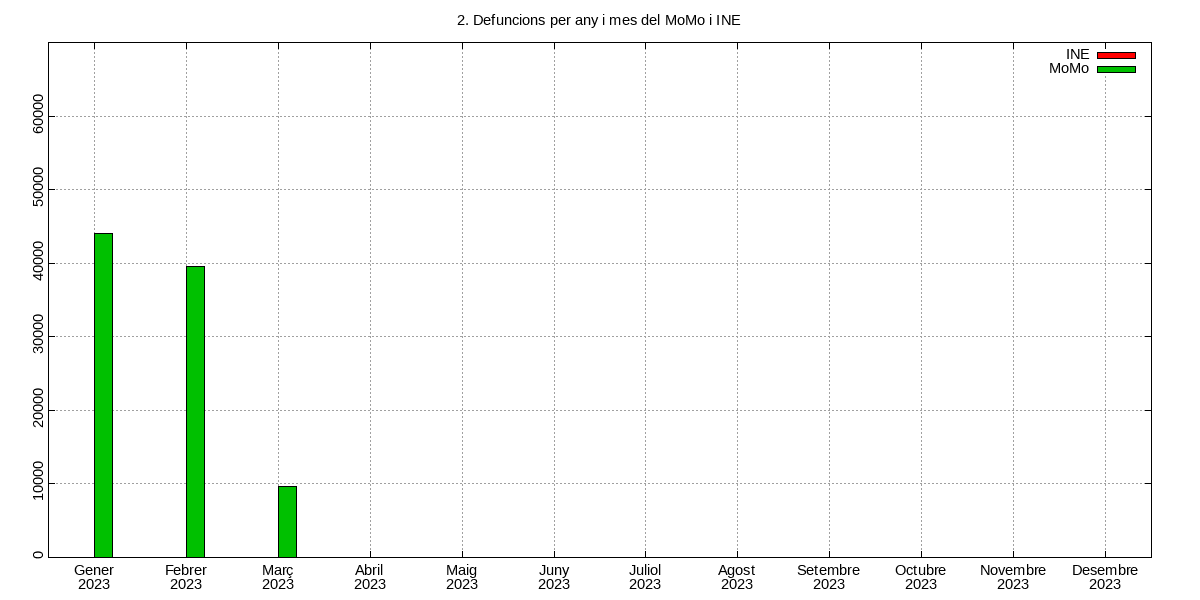 2. Defuncions per any i mes del MoMo i INE
INE
MoMo
60000
50000
40000
30000
20000
10000
0
Gener Febrer Març Abril Maig Juny Juliol Agost Setembre Octubre Novembre Desembre
2023 2023 2023 2023 2023 2023 2023 2023 2023 2023 2023 2023